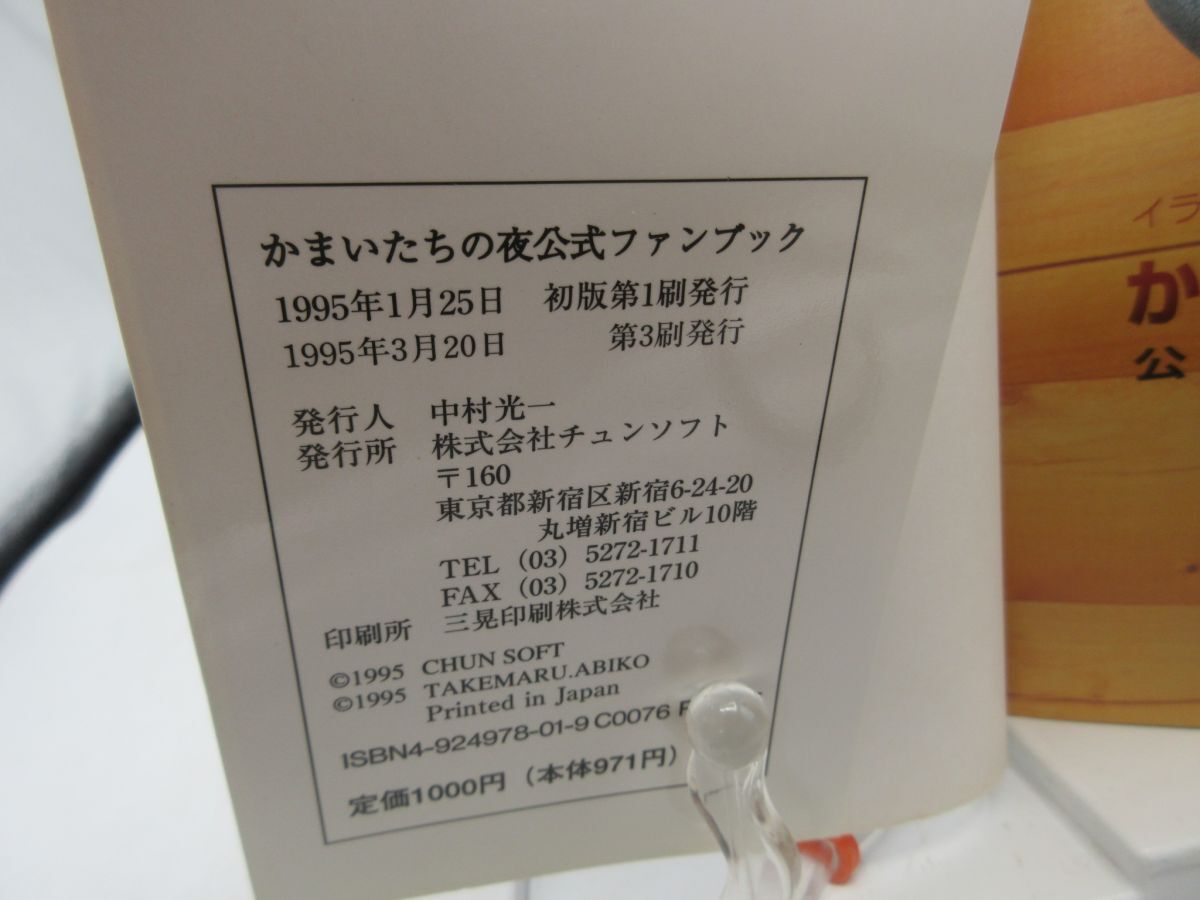 かまいたちの夜公式ファンブック
1995年1月25日 初版第1刷発行
1995年3月20日 第3刷発行
発行人 中村光一
発行所 株式会社チュンソフト
〒160
東京都新宿区新宿6-24-20
丸増新宿ビル10階
TEL (03) 5272-1711
FAX (03) 5272-1710
印刷所 三晃印刷株式会社
©1995 CHUN SOFT
©1995 TAKEMARU.ABIKO
Printed in Japan
ISBN4-924978-01-9 C0076
定価1000円 (本体971円)
イラ
か
公